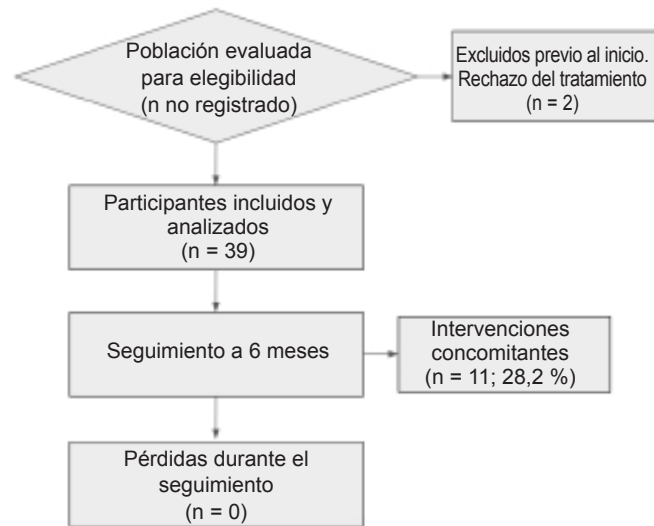 Población evaluada
para elegibilidad
(n no registrado)
Excluidos previo al inicio.
Rechazo del tratamiento
(n = 2)
Participantes incluidos y
analizados
(n = 39)
Seguimiento a 6 meses
Intervenciones
concomitantes
(n = 11; 28,2 %)
Pérdidas durante el
seguimiento
(n = 0)